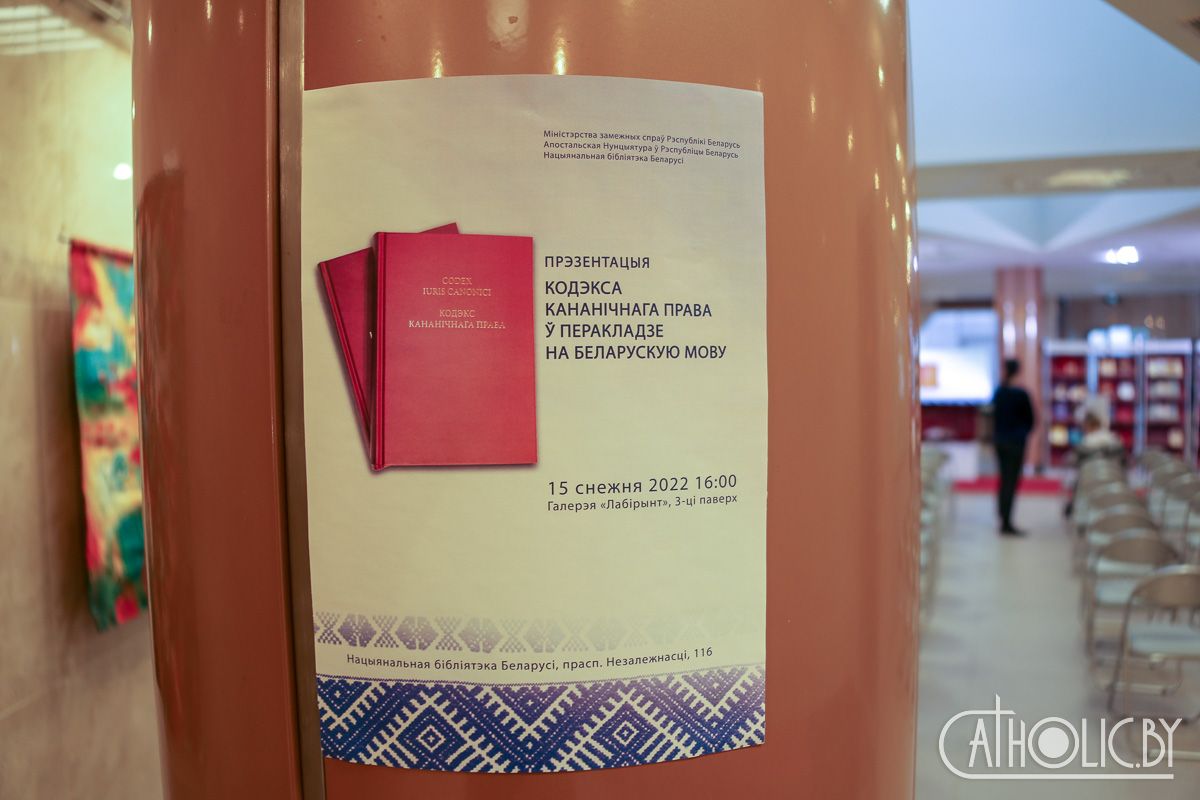 Міністэрства замежных спраў Рэспублікі Беларусь
Апостальская Нунцыятура ў Рэспубліцы Беларусь
Нацыянальная бібліятэка Беларусі
CODEX
IURIS CANONICI
КОДЭКС
КАНАНІЧНАГА ПРАВА
ПРЭЗЕНТАЦЫЯ
КОДЭКСА
КАНАНІЧНАГА ПРАВА
Ў ПЕРАКЛАДЗЕ
НА БЕЛАРУСКУЮ МОВУ
15 снежня 2022 16:00
Галерэя «Лабірынт», 3-ці паверх
Нацыянальная бібліятэка Беларусі, прасп. Незалежнасці, 116
CATHOLIC.BY